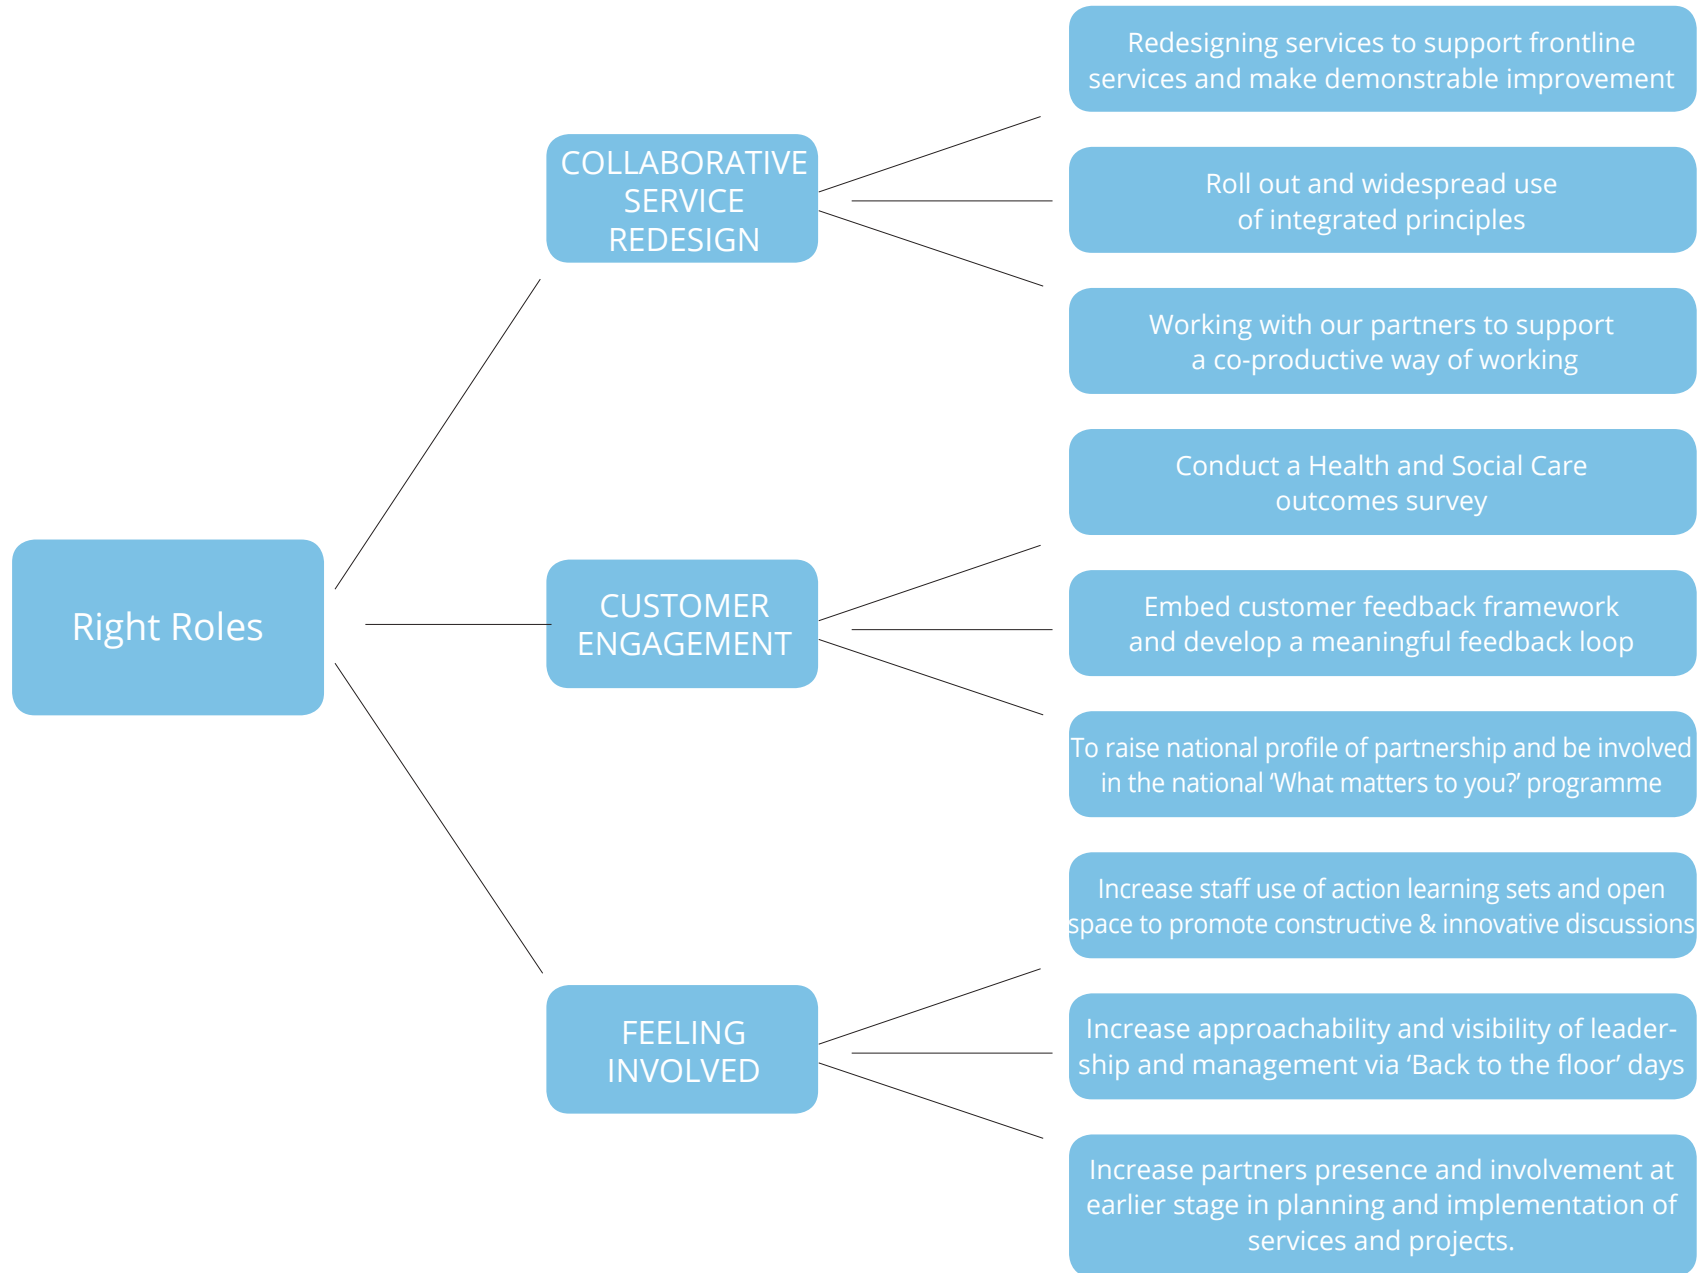 Right Roles
COLLABORATIVE
SERVICE
REDESIGN
Redesigning services to support frontline
services and make demonstrable improvement
Roll out and widespread use
of integrated principles
Working with our partners to support
a co-productive way of working
CUSTOMER
ENGAGEMENT
Conduct a Health and Social Care
outcomes survey
Embed customer feedback framework
and develop a meaningful feedback loop
To raise national profile of partnership and be involved
in the national ‘What matters to you?’ programme
FEELING
INVOLVED
Increase staff use of action learning sets and open
space to promote constructive & innovative discussions
Increase approachability and visibility of leader-
ship and management via ‘Back to the floor’ days
Increase partners presence and involvement at
earlier stage in planning and implementation of
services and projects.